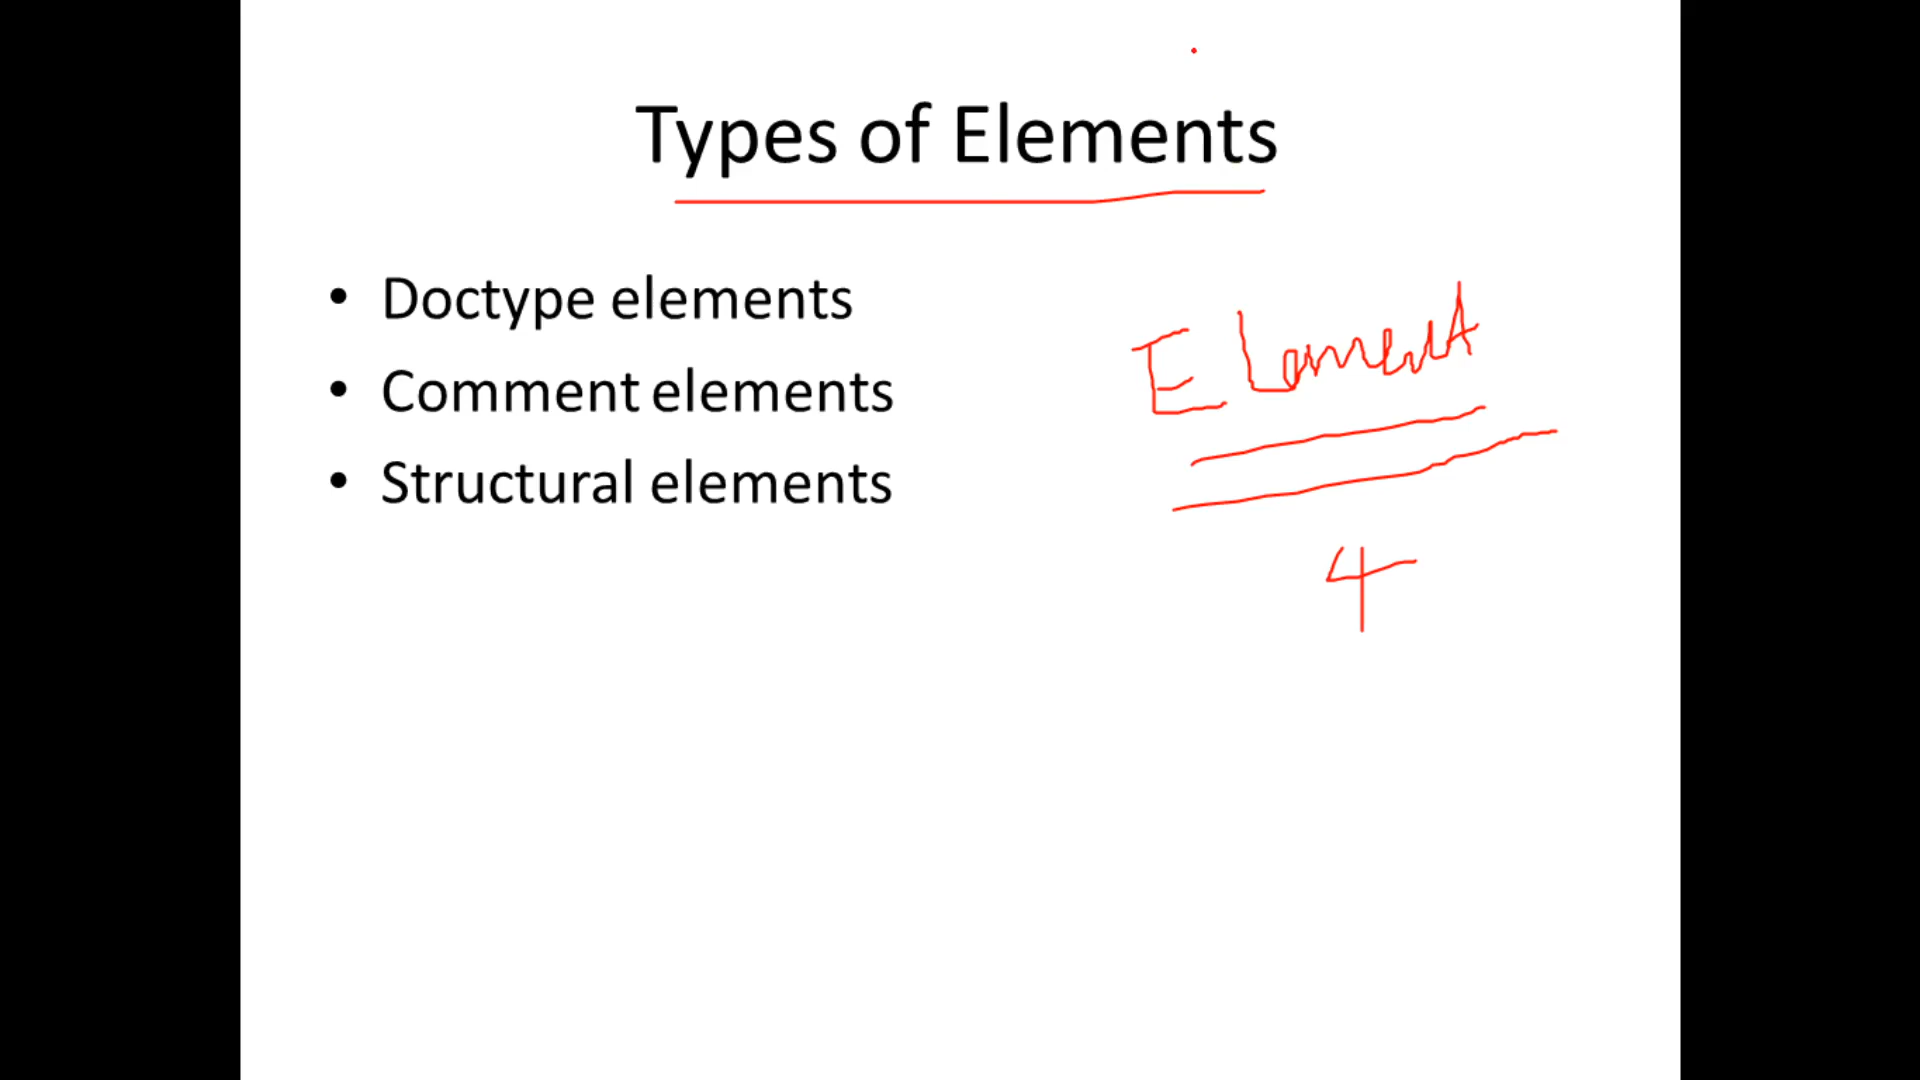 Types of Elements
• Doctype elements
• Comment elements
• Structural elements
Element
4